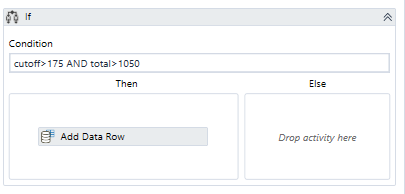 If
Condition
cutoff>175 AND total>1050
Then
Else
Add Data Row
Drop activity here